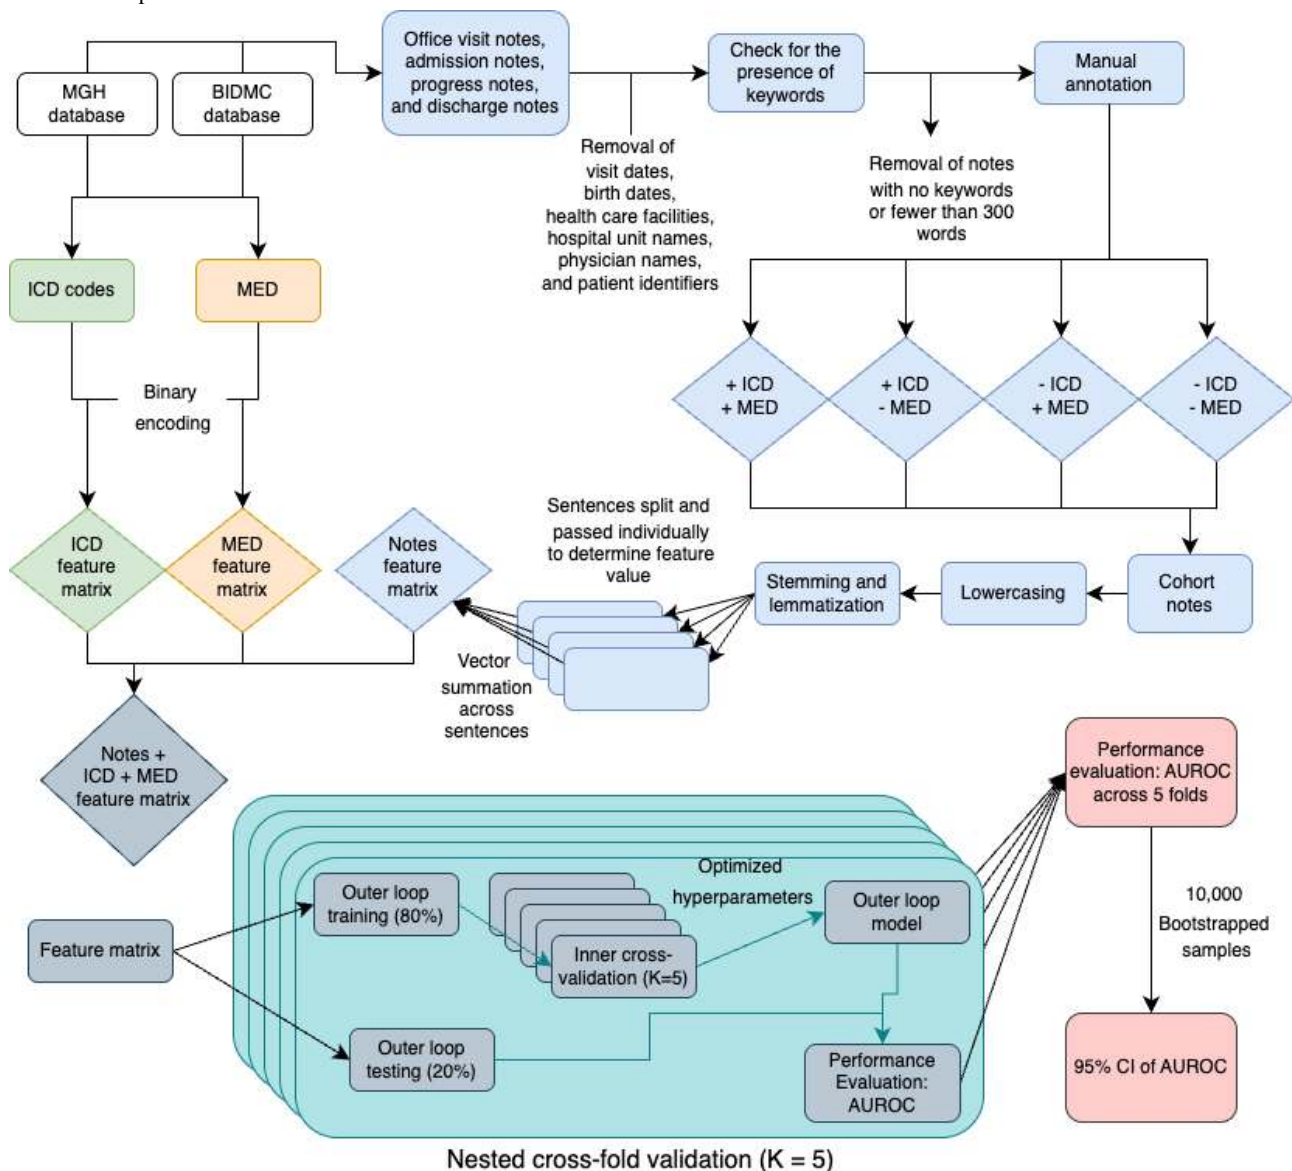 Office visit notes,
admission notes,
progress notes,
and discharge notes
Check for the
presence of
keywords
Manual
annotation
MGH
database
BIDMC
database
Removal of
visit dates,
birth dates,
health care facilities,
hospital unit names,
physician names,
and patient identifiers
Removal of notes
with no keywords
or fewer than 300
words
ICD codes
MED
Binary
encoding
+ ICD
+ MED
+ ICD
- MED
- ICD
+ MED
- ICD
- MED
ICD
feature
matrix
MED
feature
matrix
Notes
feature
matrix
Sentences split and
passed individually
to determine feature
value
Stemming and
lemmatization
Lowercasing
Cohort
notes
Vector
summation
across
sentences
Notes +
ICD + MED
feature matrix
Performance
evaluation: AUROC
across 5 folds
Feature matrix
Outer loop
training (80%)
Optimized
hyperparameters
Inner cross-
validation (K=5)
Outer loop
model
Outer loop
testing (20%)
Performance
Evaluation:
AUROC
10,000
Bootstrapped
samples
95% CI of AUROC
Nested cross-fold validation (K = 5)